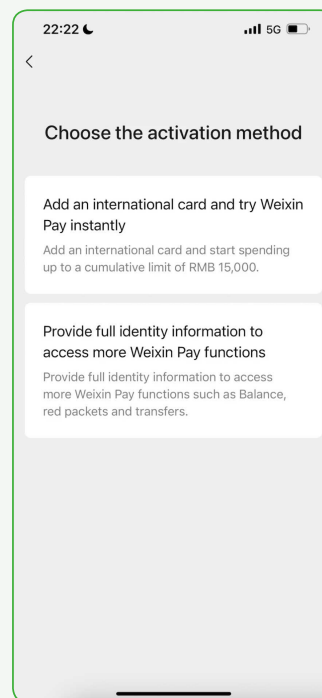 22:22
5G
Choose the activation method
Add an international card and try Weixin
Pay instantly
Add an international card and start spending
up to a cumulative limit of RMB 15,000.
Provide full identity information to
access more Weixin Pay functions
Provide full identity information to access
more Weixin Pay functions such as Balance,
red packets and transfers.